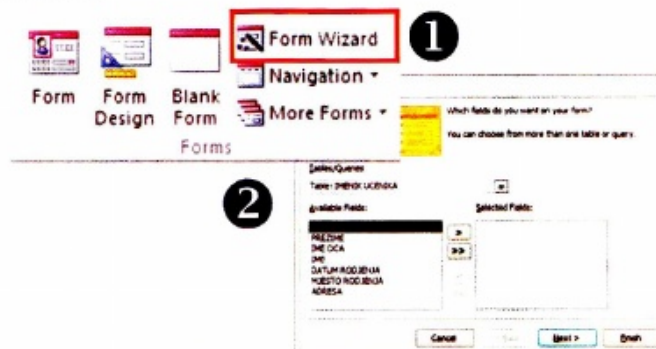 Form Wizard
1
Navigation
More Forms
Form
Form Design
Blank Form
Forms
2
Which fields do you want on your form?
You can choose from more than one table or query.
Tables/Queries
Table: IMENIK UCENIKA
Available Fields:
Selected Fields:
>
>>
PREZIME
IME OCA
IME
DATUM RODJENJA
MJESTO RODJENJA
ADRESA
Cancel
Next >
Finish